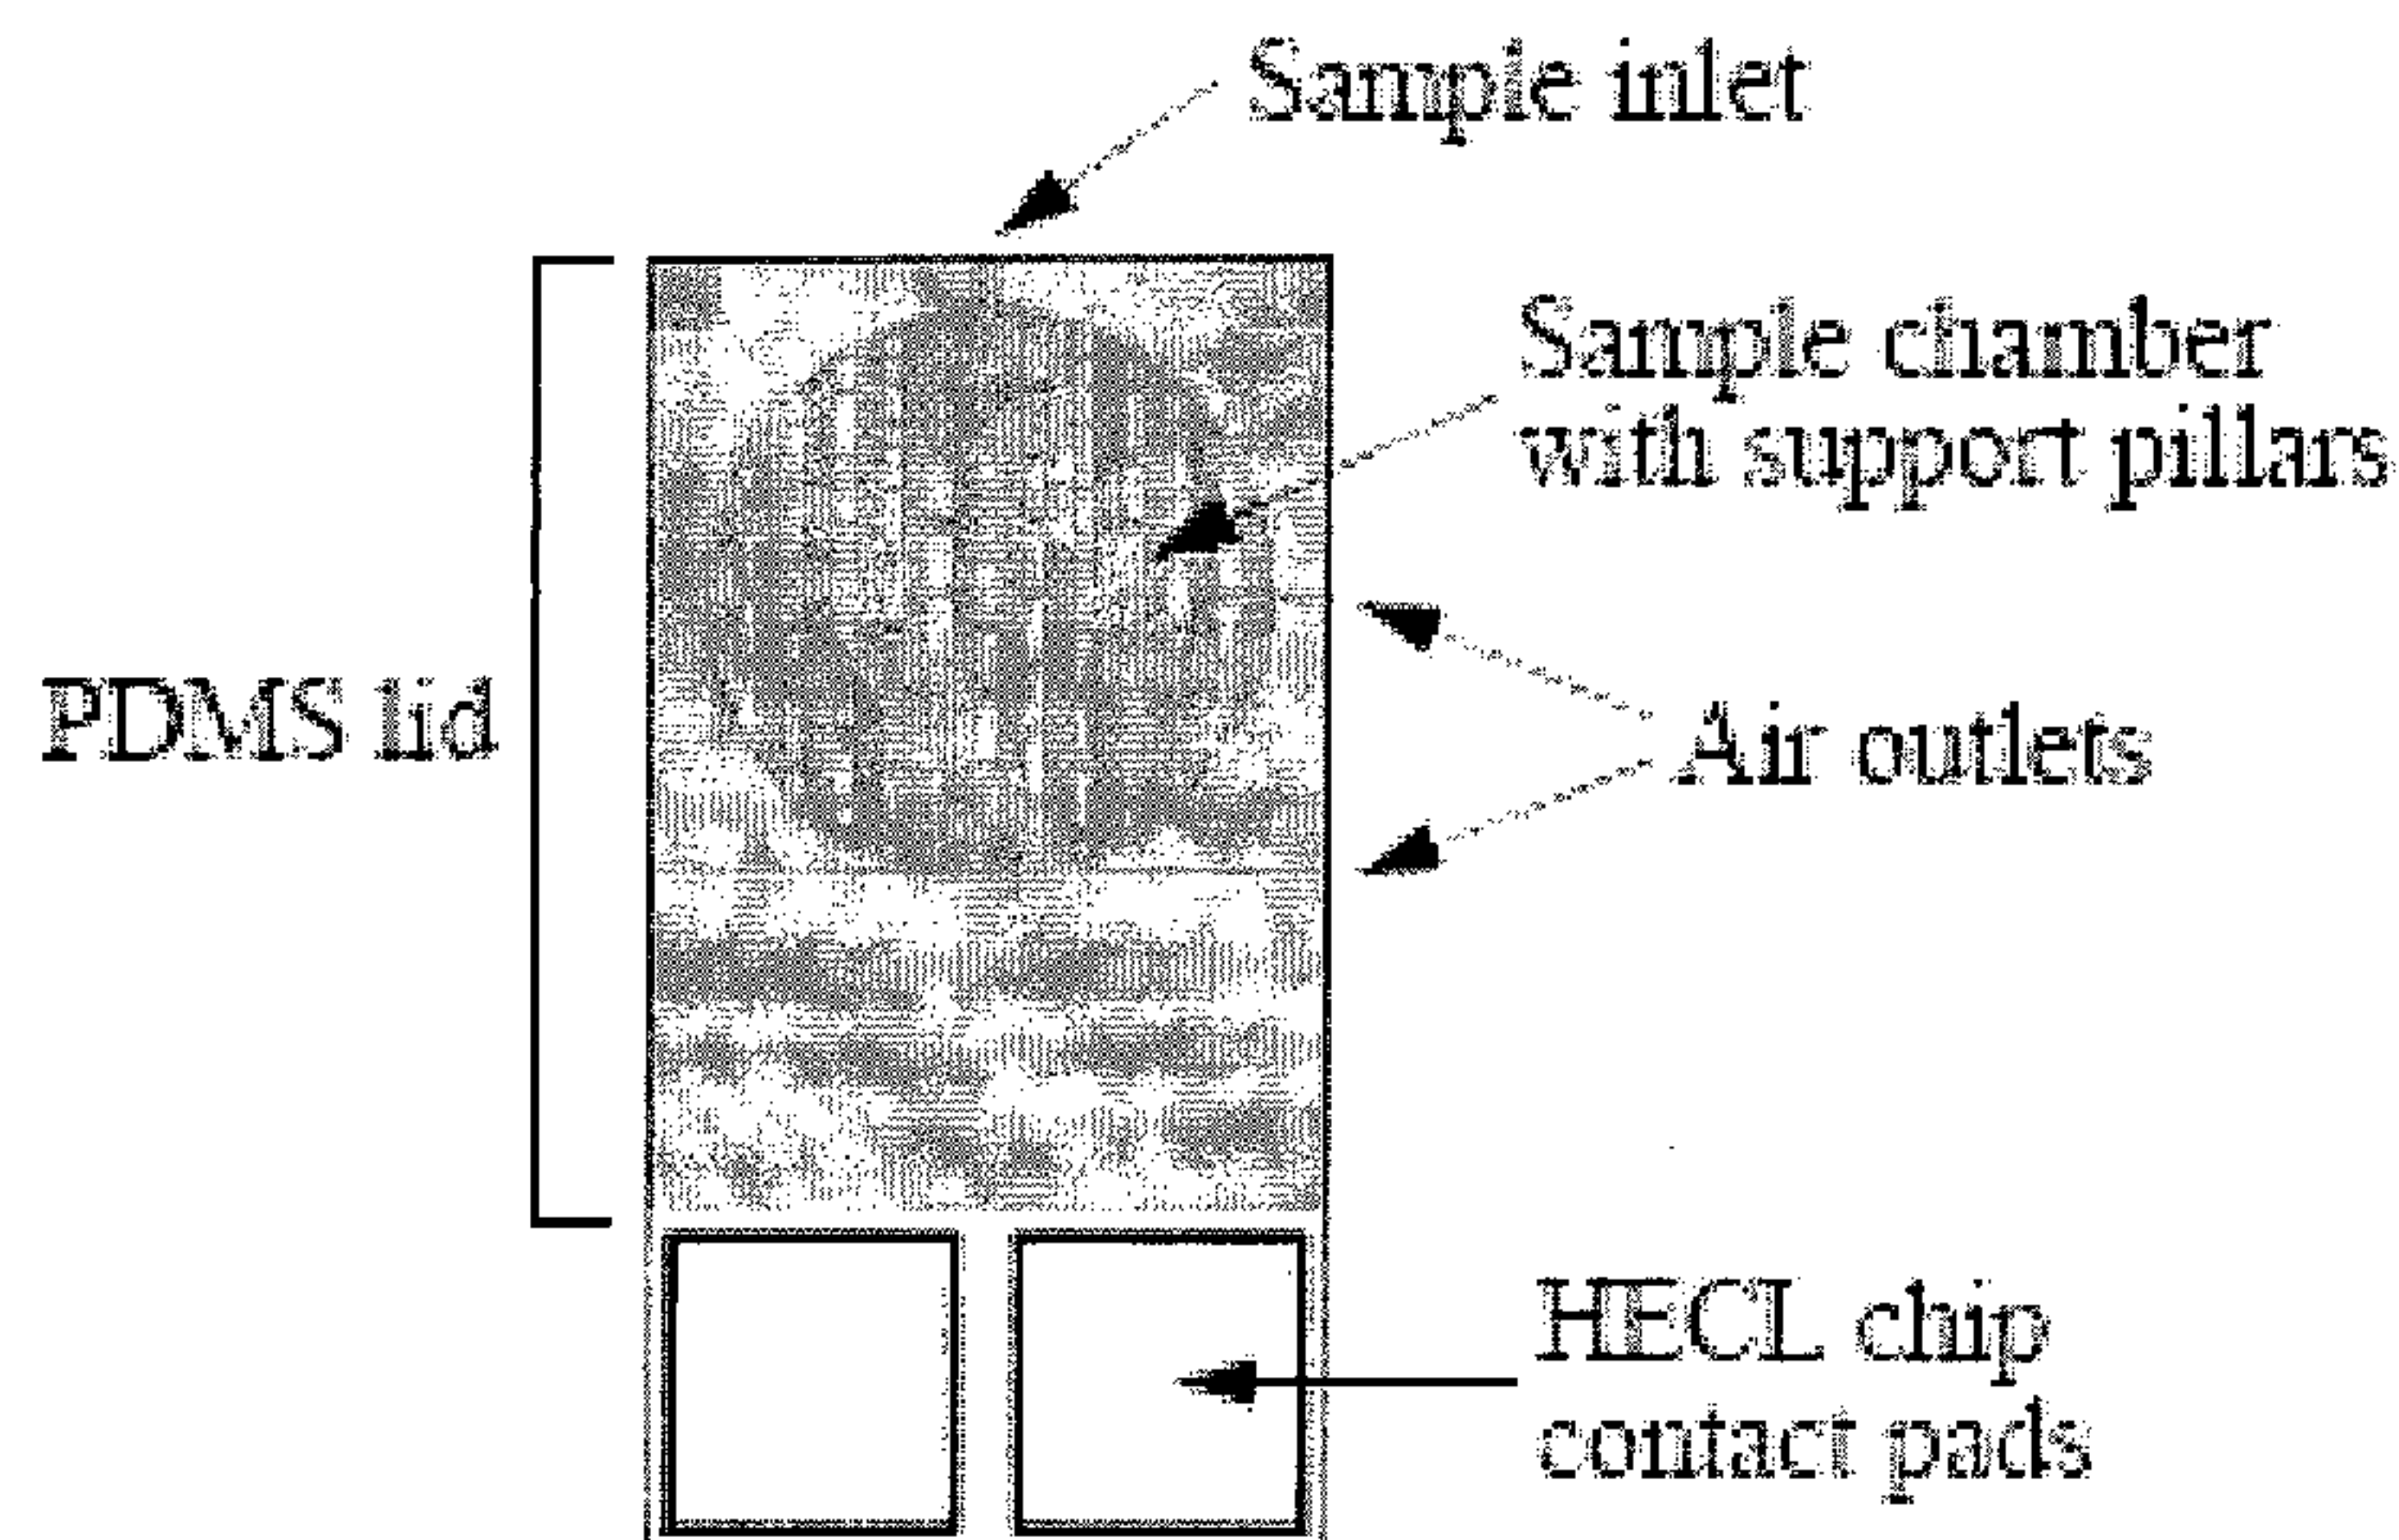 Sample inlet
Sample chamber
with support pillars
PDMS lid
Air outlets
HECL chip
contact pads